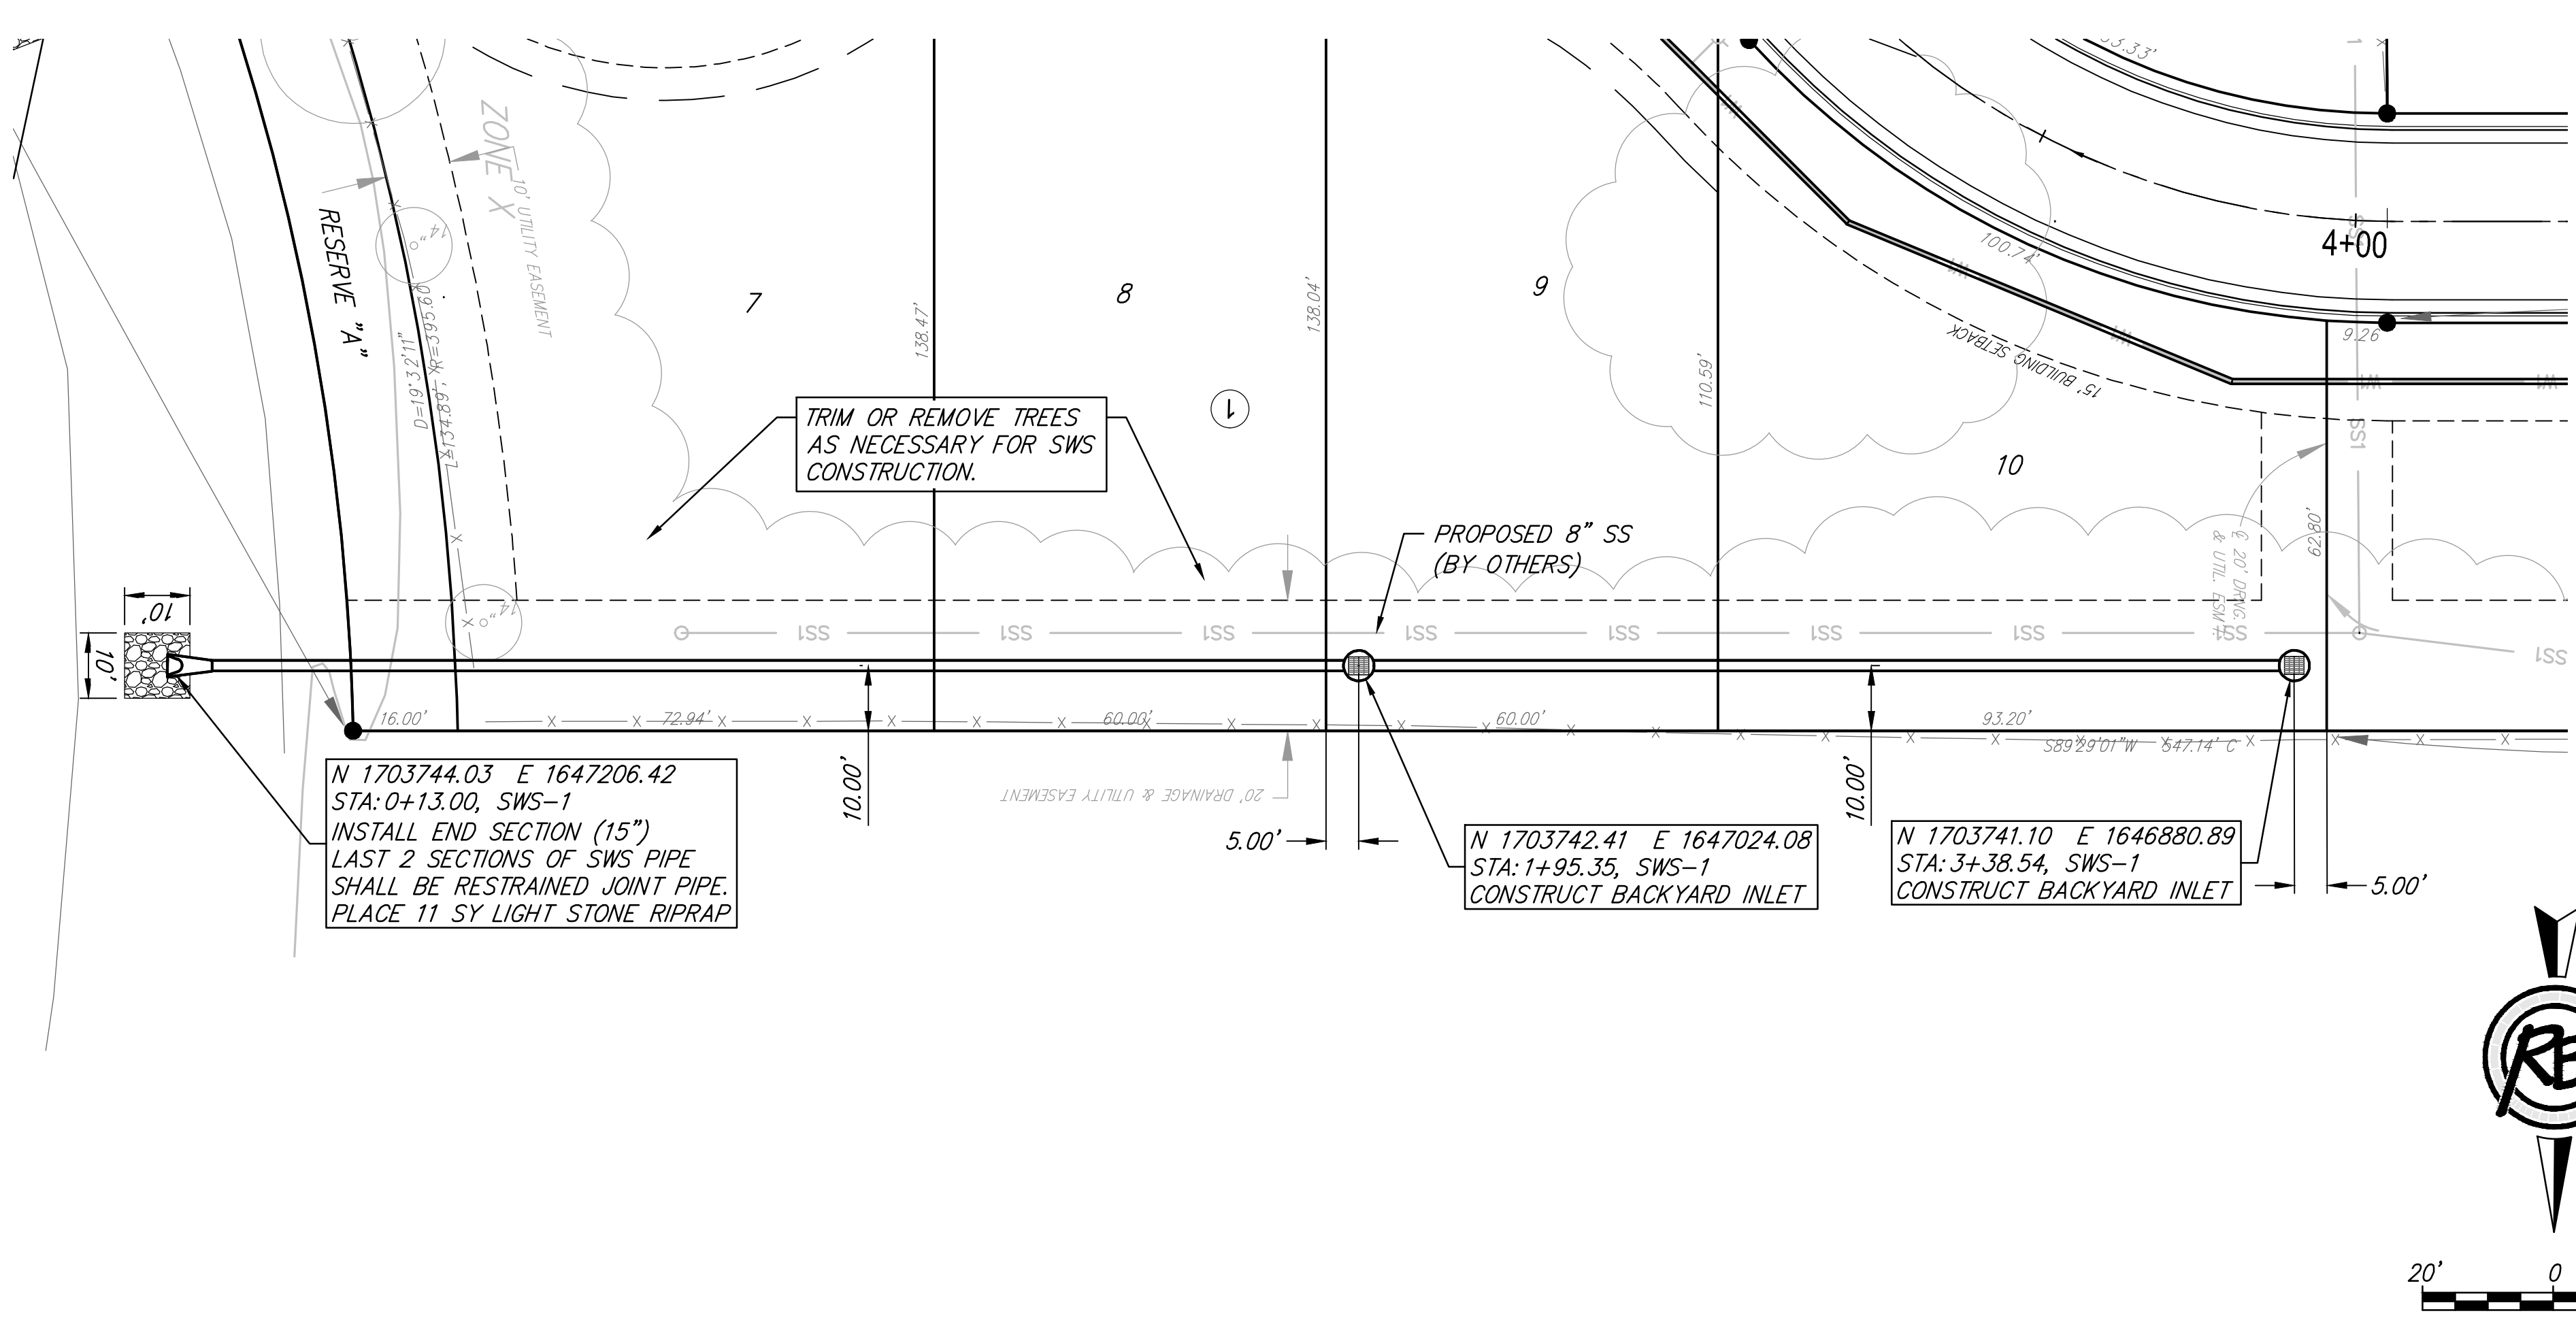 53.33'
ZONE X
10' UTILITY EASEMENT
RESERVE "A"
14"
D=19°32'11"
L=134.89', R=395.60'
7
8
9
10
138.47'
138.04'
110.59'
62.80'
100.74'
4+00
9.26
15' BUILDING SETBACK
TRIM OR REMOVE TREES
AS NECESSARY FOR SWS
CONSTRUCTION.
1
PROPOSED 8" SS
(BY OTHERS)
℄ 20' DRNG.
& UTIL. ESMT.
14"
10'
10'
SS1 SS1 SS1 SS1 SS1 SS1 SS1 SS1 SS1
16.00'
72.94'
60.00'
60.00'
93.20'
S89°29'01"W 547.14' C
20' DRAINAGE & UTILITY EASEMENT
10.00'
10.00'
5.00'
5.00'
N 1703744.03 E 1647206.42
STA: 0+13.00, SWS-1
INSTALL END SECTION (15")
LAST 2 SECTIONS OF SWS PIPE
SHALL BE RESTRAINED JOINT PIPE.
PLACE 11 SY LIGHT STONE RIPRAP
N 1703742.41 E 1647024.08
STA: 1+95.35, SWS-1
CONSTRUCT BACKYARD INLET
N 1703741.10 E 1646880.89
STA: 3+38.54, SWS-1
CONSTRUCT BACKYARD INLET
20' 0